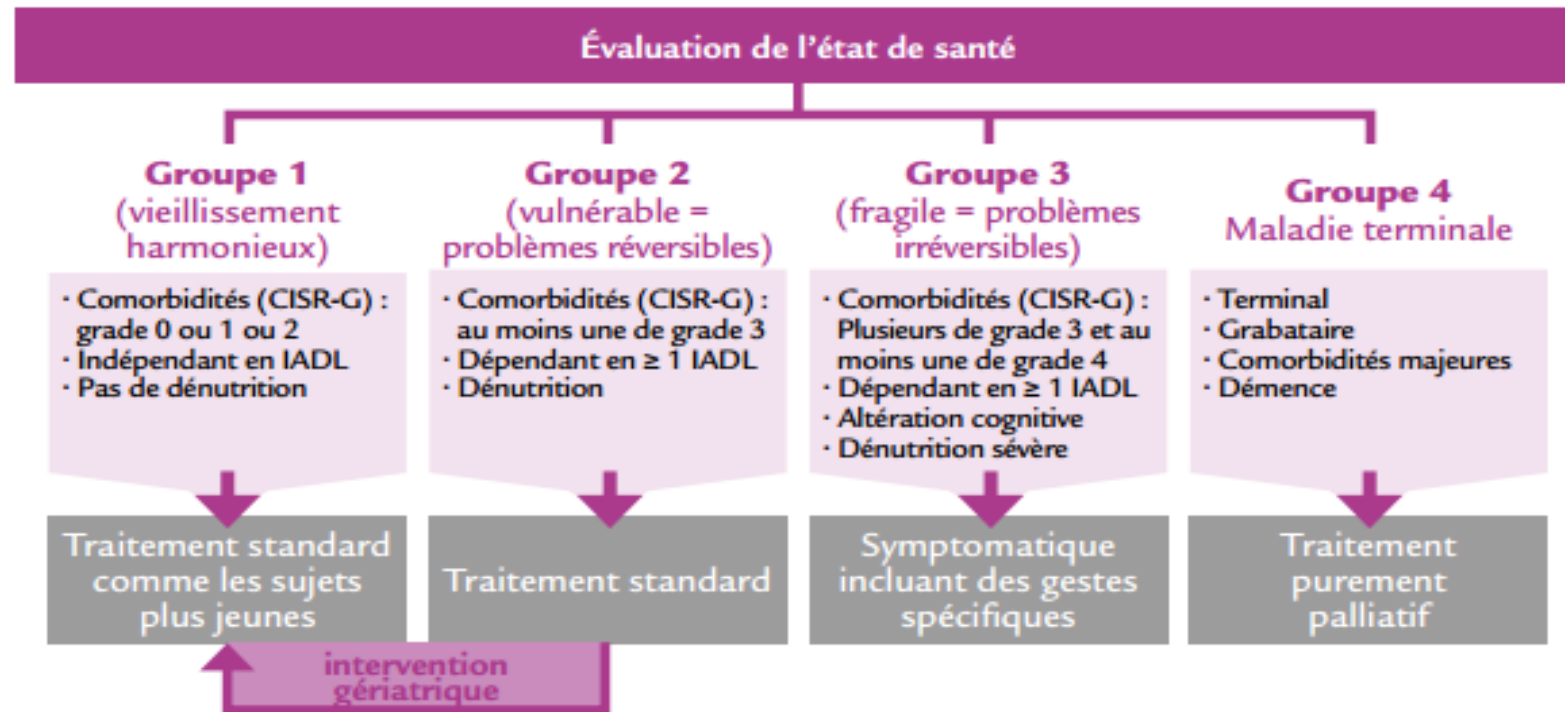 Évaluation de l'état de santé
Groupe 1
(vieillissement
harmonieux)
· Comorbidités (CISR-G) :
grade 0 ou 1 ou 2
· Indépendant en IADL
· Pas de dénutrition
Traitement standard
comme les sujets
plus jeunes
Groupe 2
(vulnérable =
problèmes réversibles)
· Comorbidités (CISR-G) :
au moins une de grade 3
· Dépendant en ≥ 1 IADL
· Dénutrition
Traitement standard
intervention
gériatrique
Groupe 3
(fragile = problèmes
irréversibles)
· Comorbidités (CISR-G) :
Plusieurs de grade 3 et au
moins une de grade 4
· Dépendant en ≥ 1 IADL
· Altération cognitive
· Dénutrition sévère
Symptomatique
incluant des gestes
spécifiques
Groupe 4
Maladie terminale
· Terminal
· Grabataire
· Comorbidités majeures
· Démence
Traitement
purement
palliatif